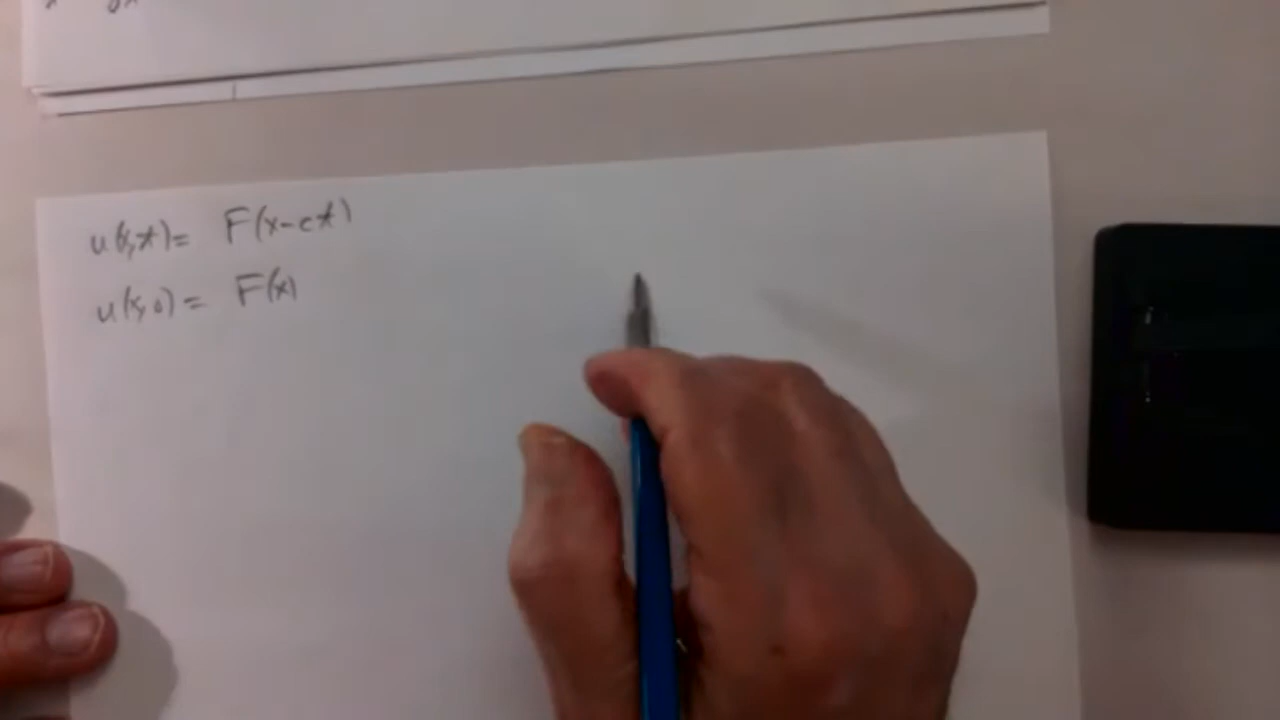 u(x,t) = F(x-ct)
u(x,0) = F(x)